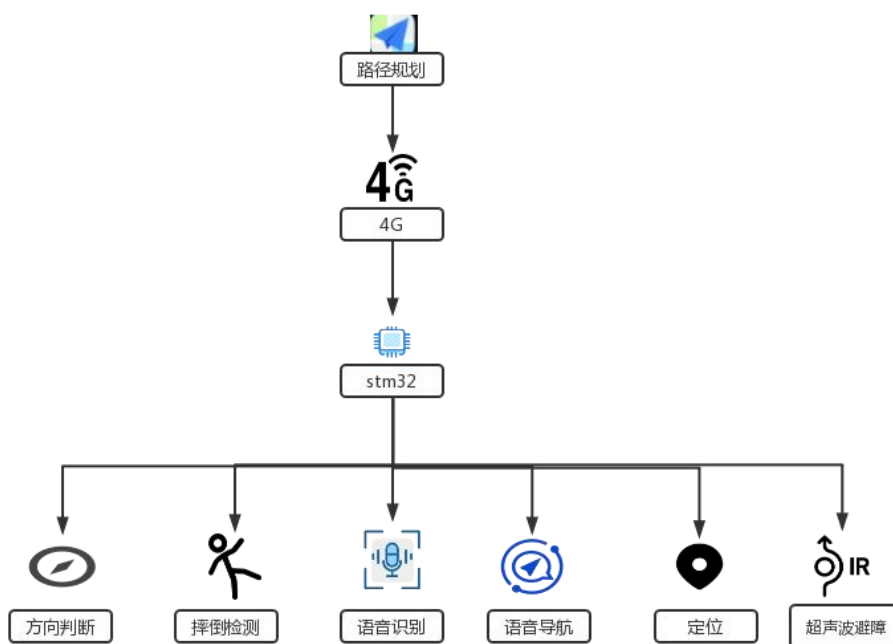 路径规划
4G
4G
stm32
IR
方向判断
摔倒检测
语音识别
语音导航
定位
超声波避障